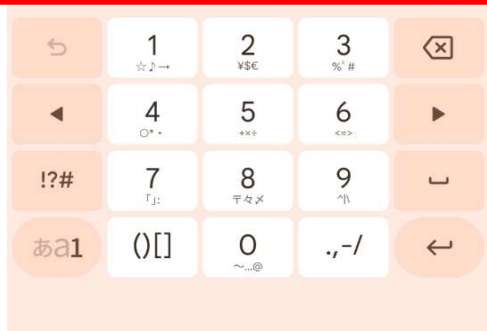 1 2 3
☆♪→ ¥$€ %°#
4 5 6
○*・ +×÷ <=>
!?# 7 8 9
「」: 〒々〆 ^|\
あa1 ()[] 0 .,-/
〜…@